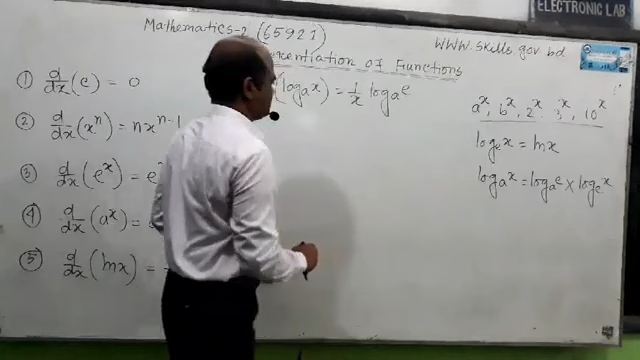 ELECTRONIC LAB
Mathematics-2 (65921)
www.skills.gov.bd
of Functions
① d/dx (c) = 0
(logₐx) = 1/x logₐe
② d/dx (xⁿ) = nxⁿ⁻¹
③ d/dx (eˣ) = e
④ d/dx (aˣ) =
⑤ d/dx (lnx) =
aˣ, bˣ, 2ˣ, 3ˣ, 10ˣ
logₑx = lnx
logₐx = logₐe × logₑx